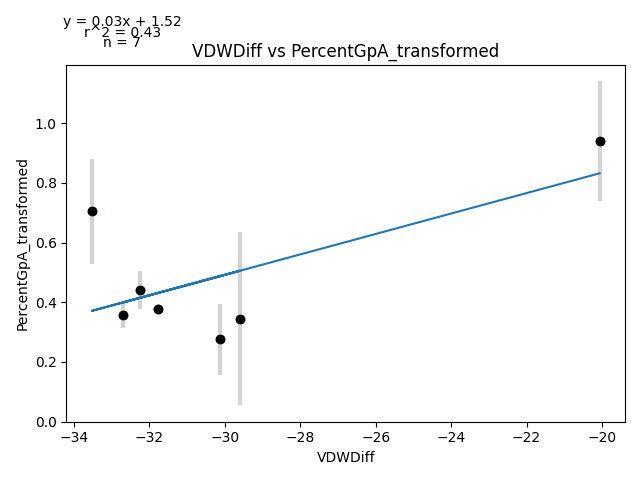 y = 0.03x + 1.52
r^2 = 0.43
n = 7
VDWDiff vs PercentGpA_transformed
PercentGpA_transformed
1.0
0.8
0.6
0.4
0.2
0.0
−34 −32 −30 −28 −26 −24 −22 −20
VDWDiff